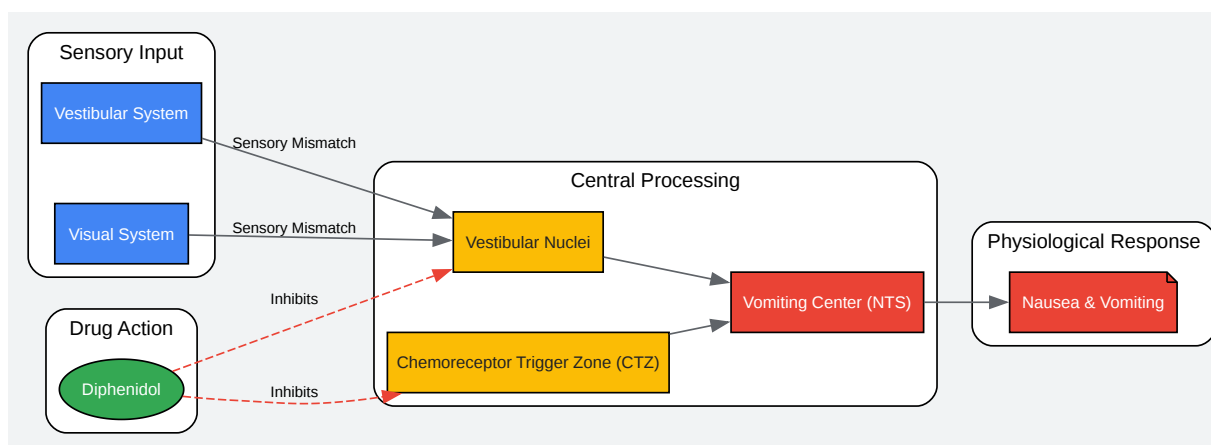 Sensory Input
Vestibular System
Sensory Mismatch
Visual System
Sensory Mismatch
Central Processing
Vestibular Nuclei
Vomiting Center (NTS)
Chemoreceptor Trigger Zone (CTZ)
Physiological Response
Nausea & Vomiting
Drug Action
Diphenidol
Inhibits
Inhibits